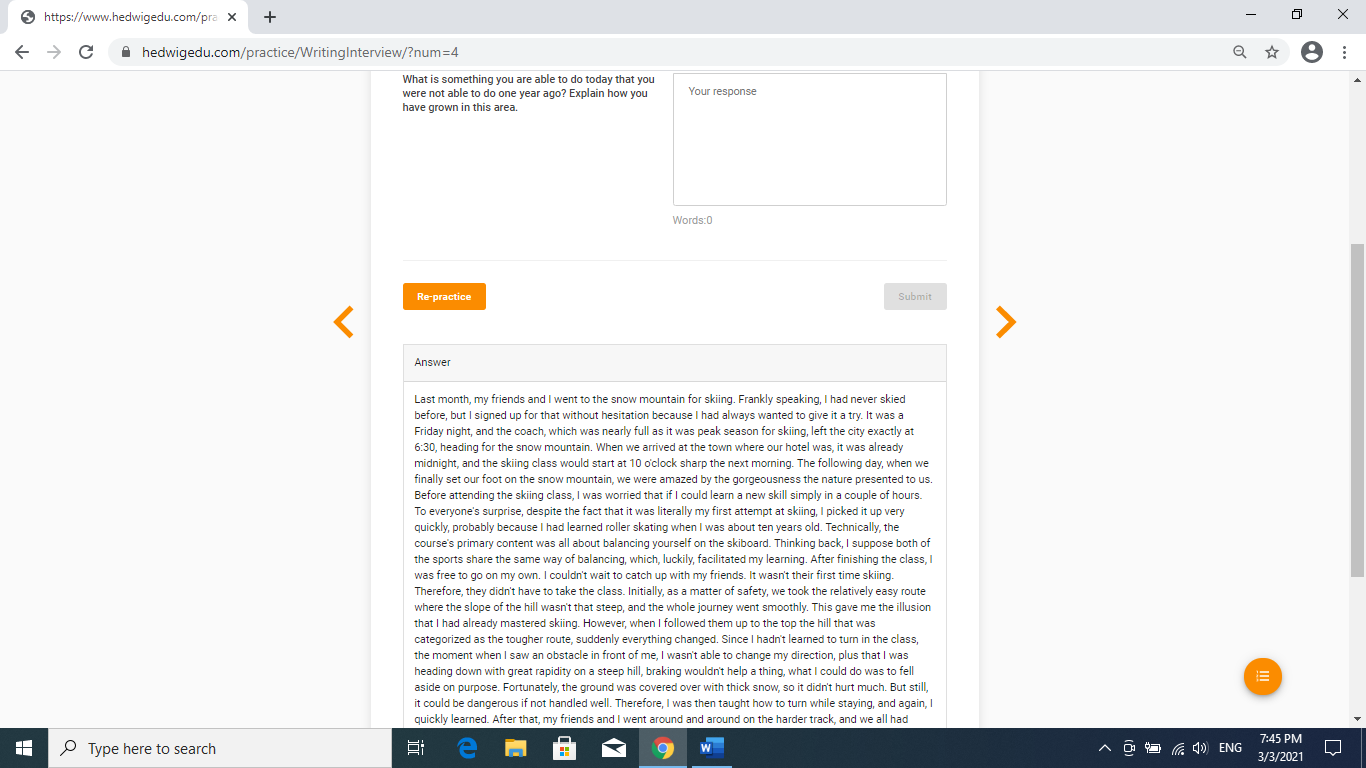 https://www.hedwigedu.com/pra
hedwigedu.com/practice/WritingInterview/?num=4
What is something you are able to do today that you
were not able to do one year ago? Explain how you
have grown in this area.
Your response
Words:0
Re-practice
Submit
Answer
Last month, my friends and I went to the snow mountain for skiing. Frankly speaking, I had never skied
before, but I signed up for that without hesitation because I had always wanted to give it a try. It was a
Friday night, and the coach, which was nearly full as it was peak season for skiing, left the city exactly at
6:30, heading for the snow mountain. When we arrived at the town where our hotel was, it was already
midnight, and the skiing class would start at 10 o'clock sharp the next morning. The following day, when we
finally set our foot on the snow mountain, we were amazed by the gorgeousness the nature presented to us.
Before attending the skiing class, I was worried that if I could learn a new skill simply in a couple of hours.
To everyone's surprise, despite the fact that it was literally my first attempt at skiing, I picked it up very
quickly, probably because I had learned roller skating when I was about ten years old. Technically, the
course's primary content was all about balancing yourself on the skiboard. Thinking back, I suppose both of
the sports share the same way of balancing, which, luckily, facilitated my learning. After finishing the class, I
was free to go on my own. I couldn't wait to catch up with my friends. It wasn't their first time skiing.
Therefore, they didn't have to take the class. Initially, as a matter of safety, we took the relatively easy route
where the slope of the hill wasn't that steep, and the whole journey went smoothly. This gave me the illusion
that I had already mastered skiing. However, when I followed them up to the top the hill that was
categorized as the tougher route, suddenly everything changed. Since I hadn't learned to turn in the class,
the moment when I saw an obstacle in front of me, I wasn't able to change my direction, plus that I was
heading down with great rapidity on a steep hill, braking wouldn't help a thing, what I could do was to fell
aside on purpose. Fortunately, the ground was covered over with thick snow, so it didn't hurt much. But still,
it could be dangerous if not handled well. Therefore, I was then taught how to turn while staying, and again, I
quickly learned. After that, my friends and I went around and around on the harder track, and we all had
Type here to search
W
ENG
7:45 PM
3/3/2021